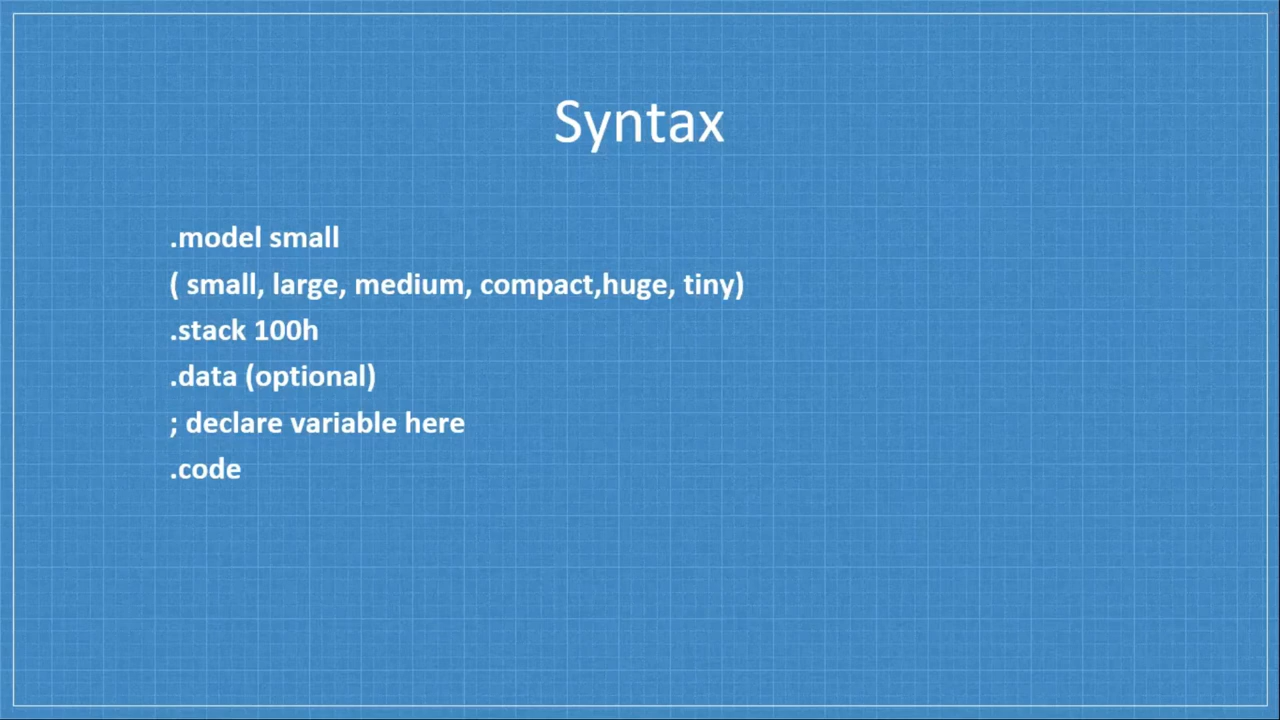 Syntax
.model small
( small, large, medium, compact,huge, tiny)
.stack 100h
.data (optional)
; declare variable here
.code